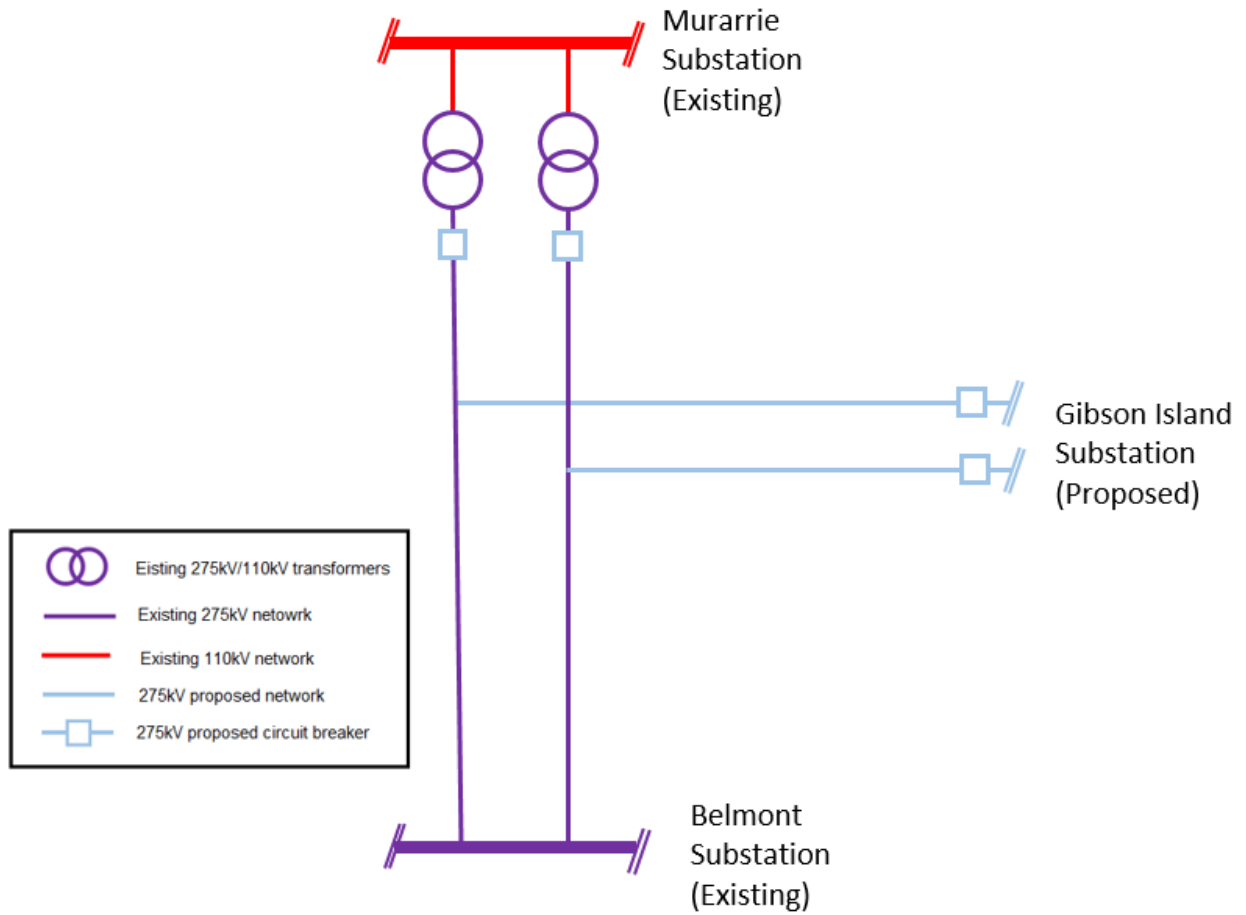 Murarrie
Substation
(Existing)
Gibson Island
Substation
(Proposed)
Eisting 275kV/110kV transformers
Existing 275kV netowrk
Existing 110kV network
275kV proposed network
275kV proposed circuit breaker
Belmont
Substation
(Existing)